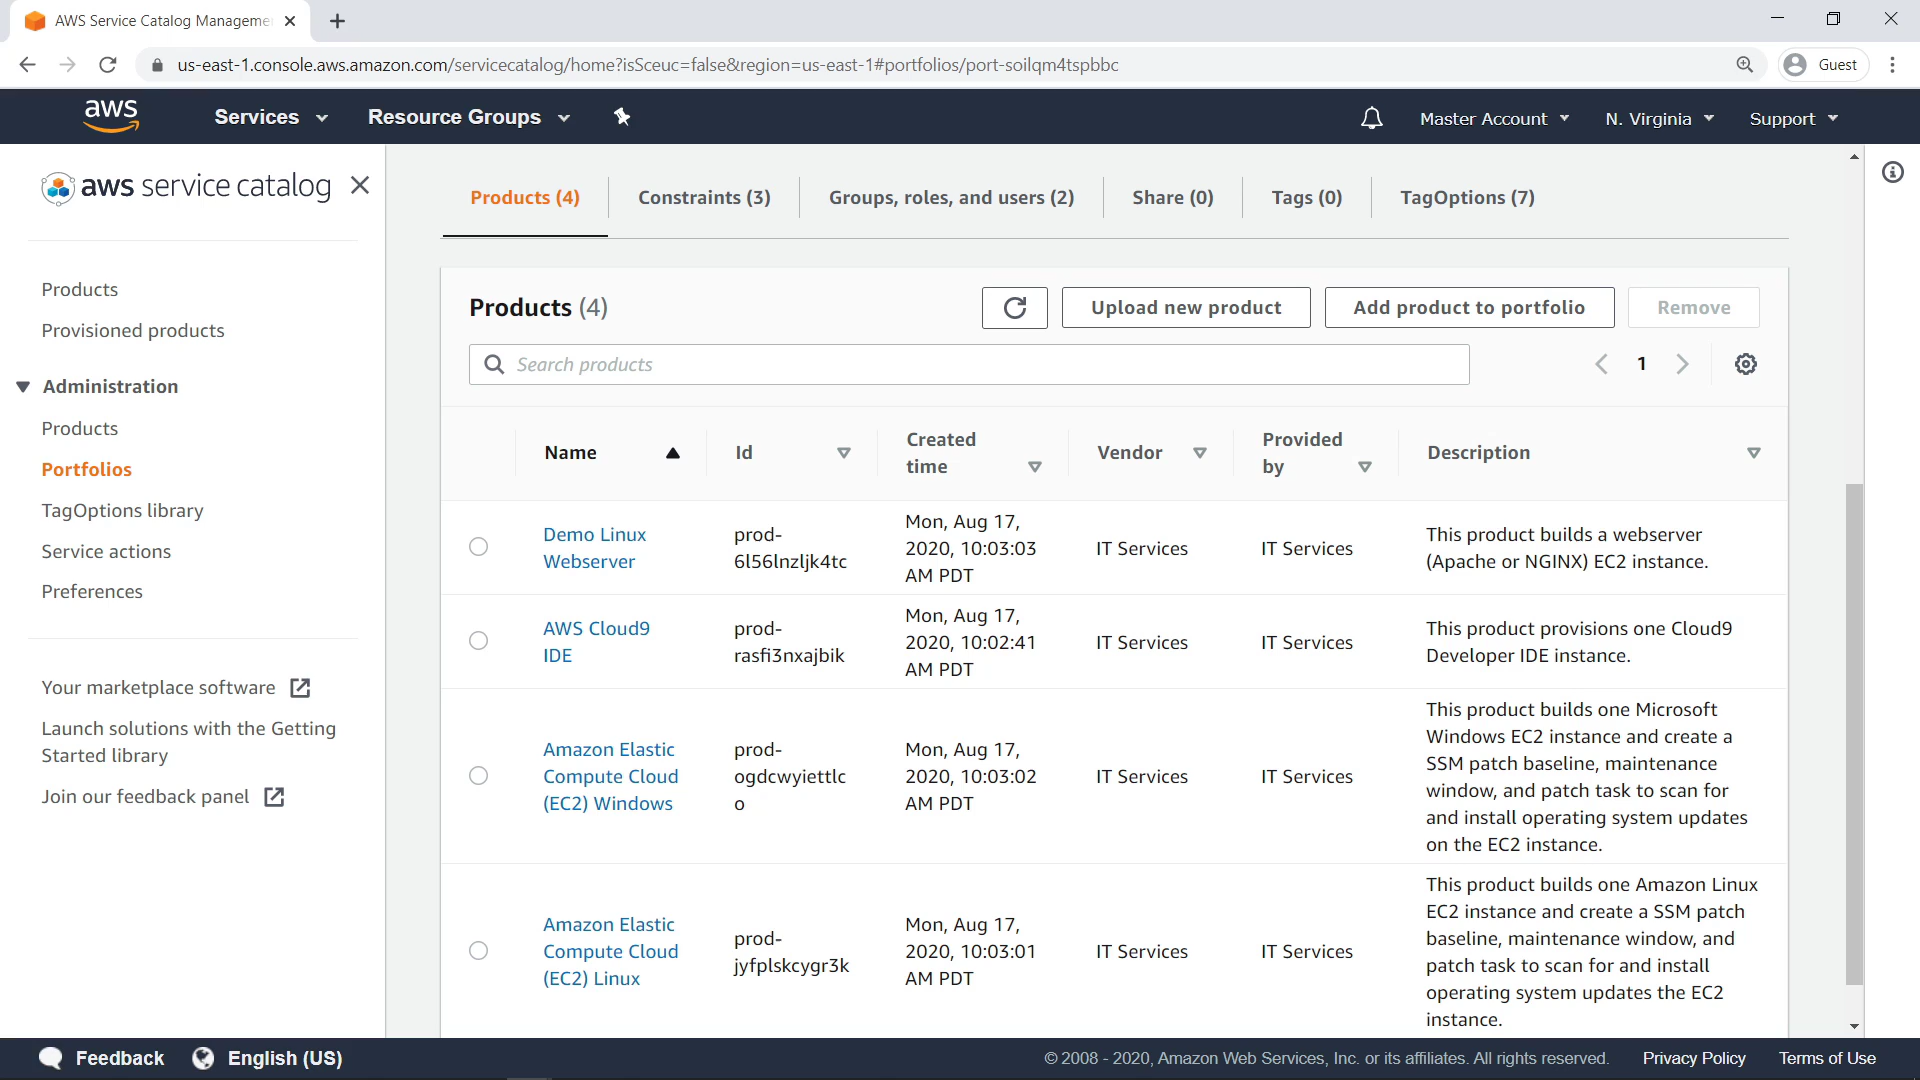 AWS Service Catalog Manageme
us-east-1.console.aws.amazon.com/servicecatalog/home?isSceuc=false&region=us-east-1#portfolios/port-soilqm4tspbbc
Guest
aws
Services
Resource Groups
Master Account
N. Virginia
Support
aws service catalog
Products
Provisioned products
Administration
Products
Portfolios
TagOptions library
Service actions
Preferences
Your marketplace software
Launch solutions with the Getting
Started library
Join our feedback panel
Products (4)
Constraints (3)
Groups, roles, and users (2)
Share (0)
Tags (0)
TagOptions (7)
Products (4)
Upload new product
Add product to portfolio
Remove
Search products
1
Name
Id
Created
time
Vendor
Provided
by
Description
Demo Linux
Webserver
prod-
6l56lnzljk4tc
Mon, Aug 17,
2020, 10:03:03
AM PDT
IT Services
IT Services
This product builds a webserver
(Apache or NGINX) EC2 instance.
AWS Cloud9
IDE
prod-
rasfi3nxajbik
Mon, Aug 17,
2020, 10:02:41
AM PDT
IT Services
IT Services
This product provisions one Cloud9
Developer IDE instance.
Amazon Elastic
Compute Cloud
(EC2) Windows
prod-
ogdcwyiettlc
o
Mon, Aug 17,
2020, 10:03:02
AM PDT
IT Services
IT Services
This product builds one Microsoft
Windows EC2 instance and create a
SSM patch baseline, maintenance
window, and patch task to scan for
and install operating system updates
on the EC2 instance.
Amazon Elastic
Compute Cloud
(EC2) Linux
prod-
jyfplskcygr3k
Mon, Aug 17,
2020, 10:03:01
AM PDT
IT Services
IT Services
This product builds one Amazon Linux
EC2 instance and create a SSM patch
baseline, maintenance window, and
patch task to scan for and install
operating system updates the EC2
instance.
Feedback
English (US)
© 2008 - 2020, Amazon Web Services, Inc. or its affiliates. All rights reserved.
Privacy Policy
Terms of Use